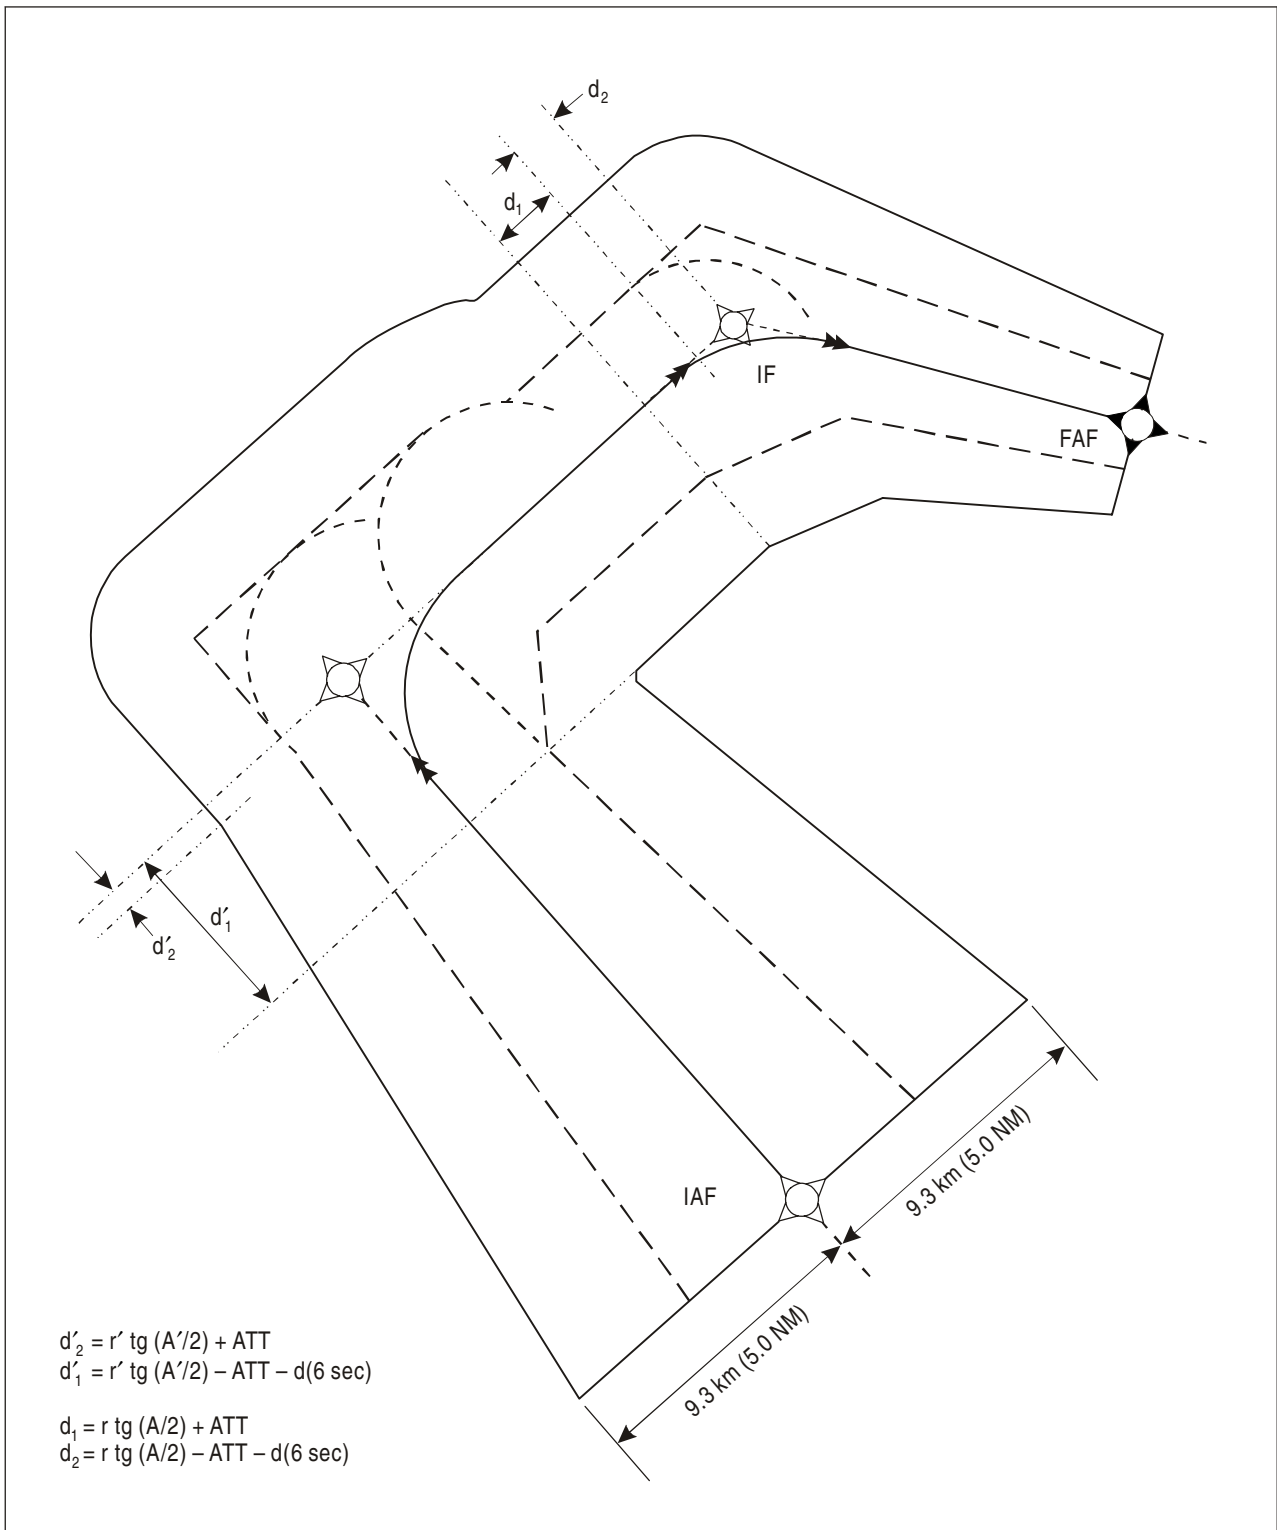 d₂
d₁
IF
FAF
d′₁
d′₂
IAF
9.3 km (5.0 NM)
9.3 km (5.0 NM)
d′₂ = r′ tg (A′/2) + ATT
d′₁ = r′ tg (A′/2) – ATT – d(6 sec)
d₁ = r tg (A/2) + ATT
d₂ = r tg (A/2) – ATT – d(6 sec)